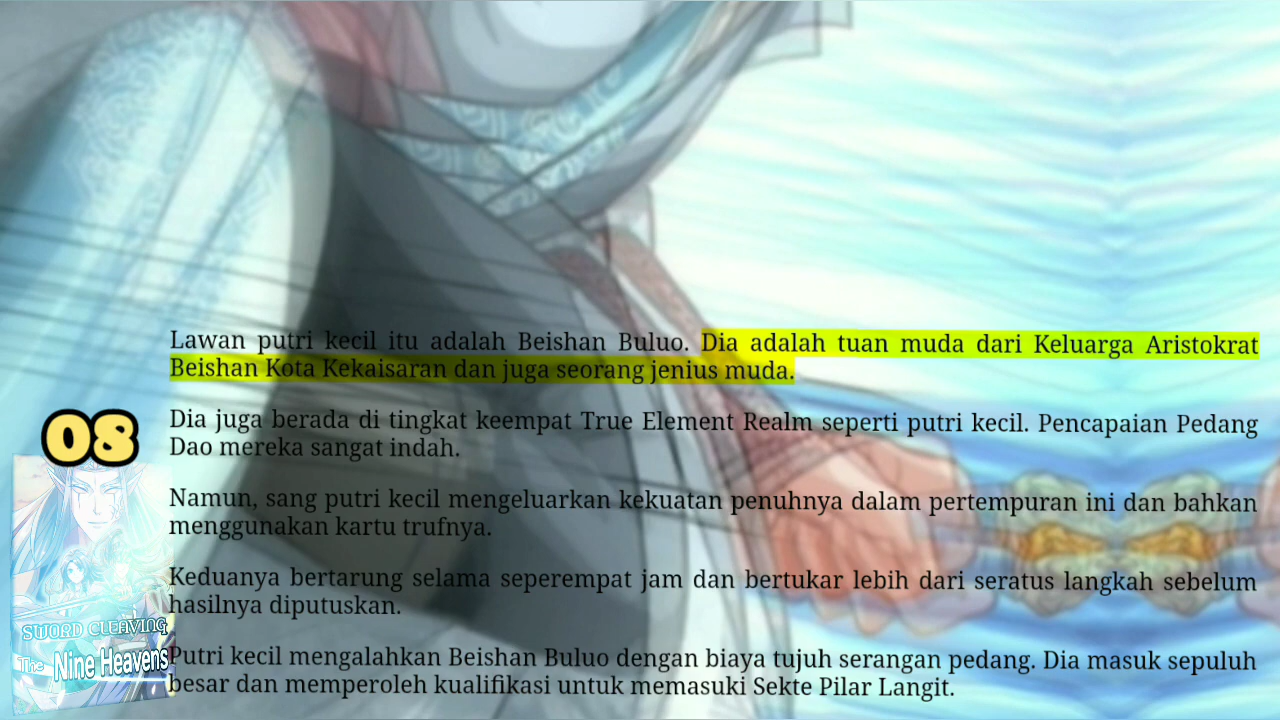 Lawan putri kecil itu adalah Beishan Buluo. Dia adalah tuan muda dari Keluarga Aristokrat
Beishan Kota Kekaisaran dan juga seorang jenius muda.
Dia juga berada di tingkat keempat True Element Realm seperti putri kecil. Pencapaian Pedang
Dao mereka sangat indah.
Namun, sang putri kecil mengeluarkan kekuatan penuhnya dalam pertempuran ini dan bahkan
menggunakan kartu trufnya.
Keduanya bertarung selama seperempat jam dan bertukar lebih dari seratus langkah sebelum
hasilnya diputuskan.
Putri kecil mengalahkan Beishan Buluo dengan biaya tujuh serangan pedang. Dia masuk sepuluh
besar dan memperoleh kualifikasi untuk memasuki Sekte Pilar Langit.
08
SWORD CLEAVING
The Nine Heavens